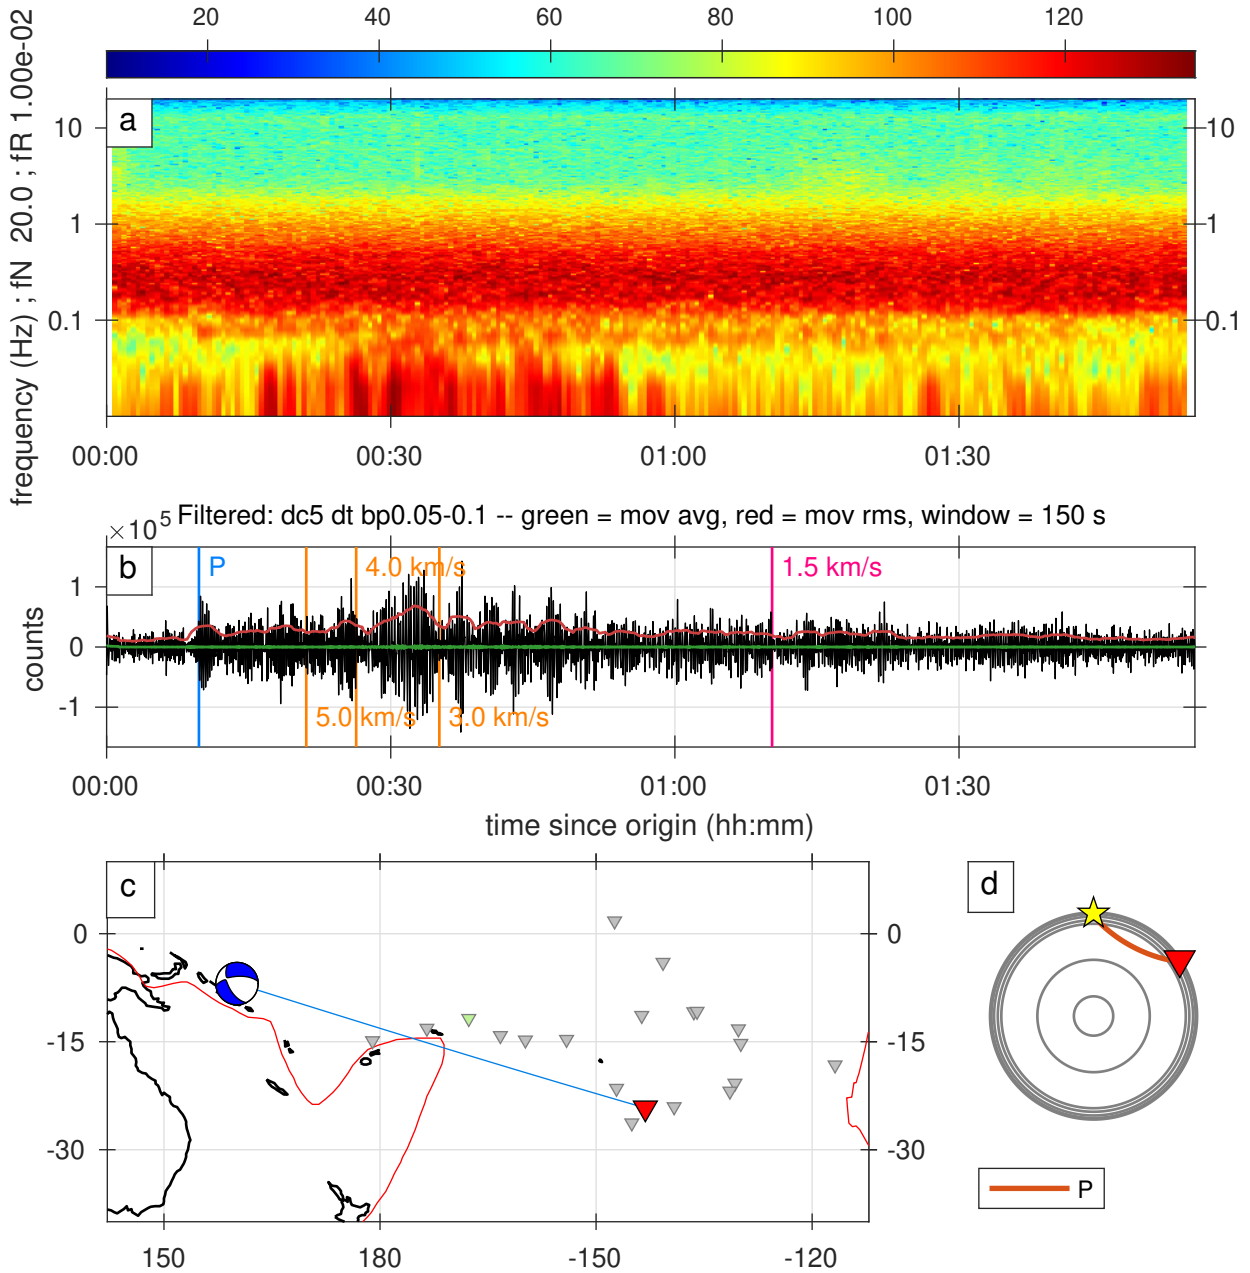 20 40 60 80 100 120
a
10 10
1 1
0.1 0.1
frequency (Hz) ; fN 20.0 ; fR 1.00e-02
00:00 00:30 01:00 01:30
×10^5 Filtered: dc5 dt bp0.05-0.1 -- green = mov avg, red = mov rms, window = 150 s
b P 4.0 km/s 1.5 km/s
1
0
-1
counts
5.0 km/s 3.0 km/s
00:00 00:30 01:00 01:30
time since origin (hh:mm)
c d
0 0
-15 -15
-30 -30
150 180 -150 -120
P